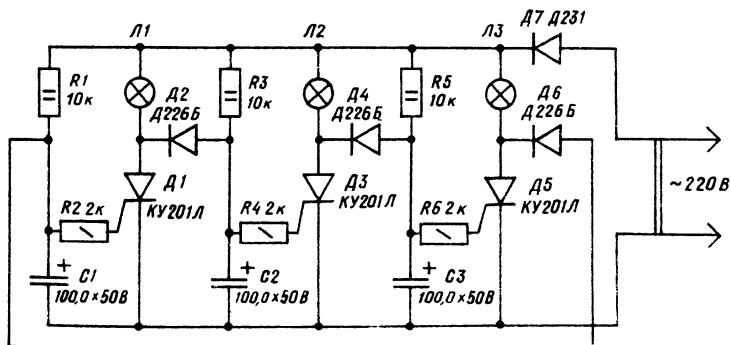 Л1
Л2
Л3
Д7 Д231
R1
10к
Д2
Д226Б
R3
10к
Д4
Д226Б
R5
10к
Д6
Д226Б
Д1
КУ201Л
Д3
КУ201Л
Д5
КУ201Л
~220В
R2 2к
R4 2к
R6 2к
+ C1
100,0×50В
+ C2
100,0×50В
+ C3
100,0×50В